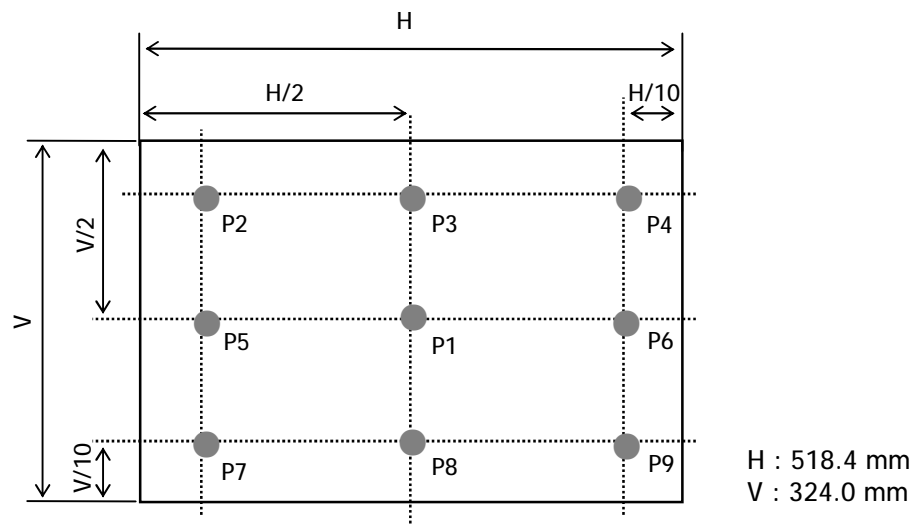 H
H/2
H/10
P2
P3
P4
V/2
V
P5
P1
P6
V/10
P7
P8
P9
H : 518.4 mm
V : 324.0 mm